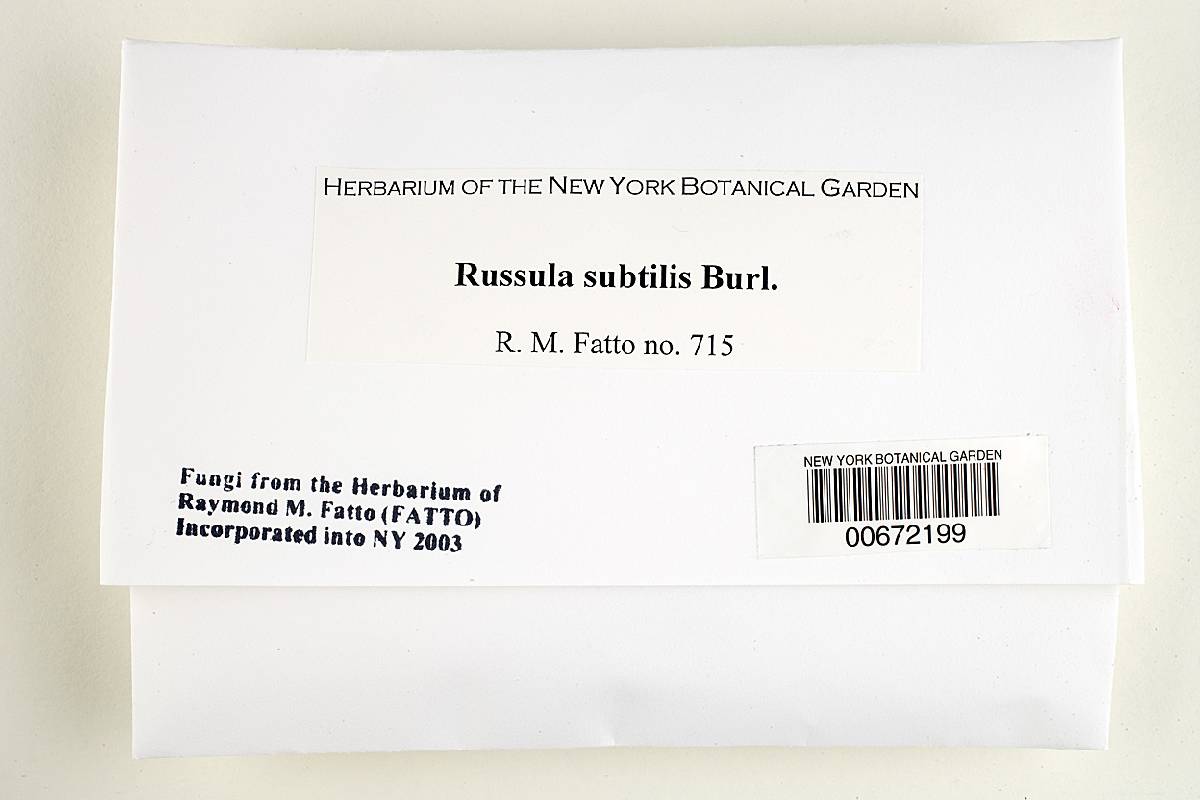 HERBARIUM OF THE NEW YORK BOTANICAL GARDEN
Russula subtilis Burl.
R. M. Fatto no. 715
Fungi from the Herbarium of
Raymond M. Fatto (FATTO)
Incorporated into NY 2003
NEW YORK BOTANICAL GARDEN
00672199